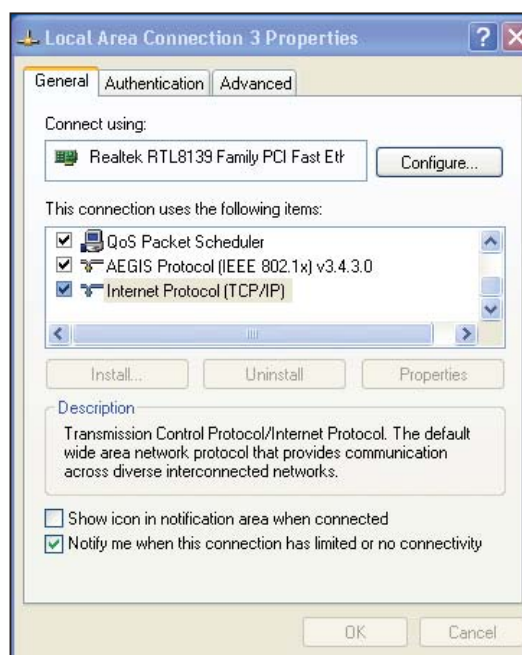 Local Area Connection 3 Properties
General Authentication Advanced
Connect using:
Realtek RTL8139 Family PCI Fast Eth
Configure...
This connection uses the following items:
QoS Packet Scheduler
AEGIS Protocol (IEEE 802.1x) v3.4.3.0
Internet Protocol (TCP/IP)
Install... Uninstall Properties
Description
Transmission Control Protocol/Internet Protocol. The default
wide area network protocol that provides communication
across diverse interconnected networks.
Show icon in notification area when connected
Notify me when this connection has limited or no connectivity
OK Cancel